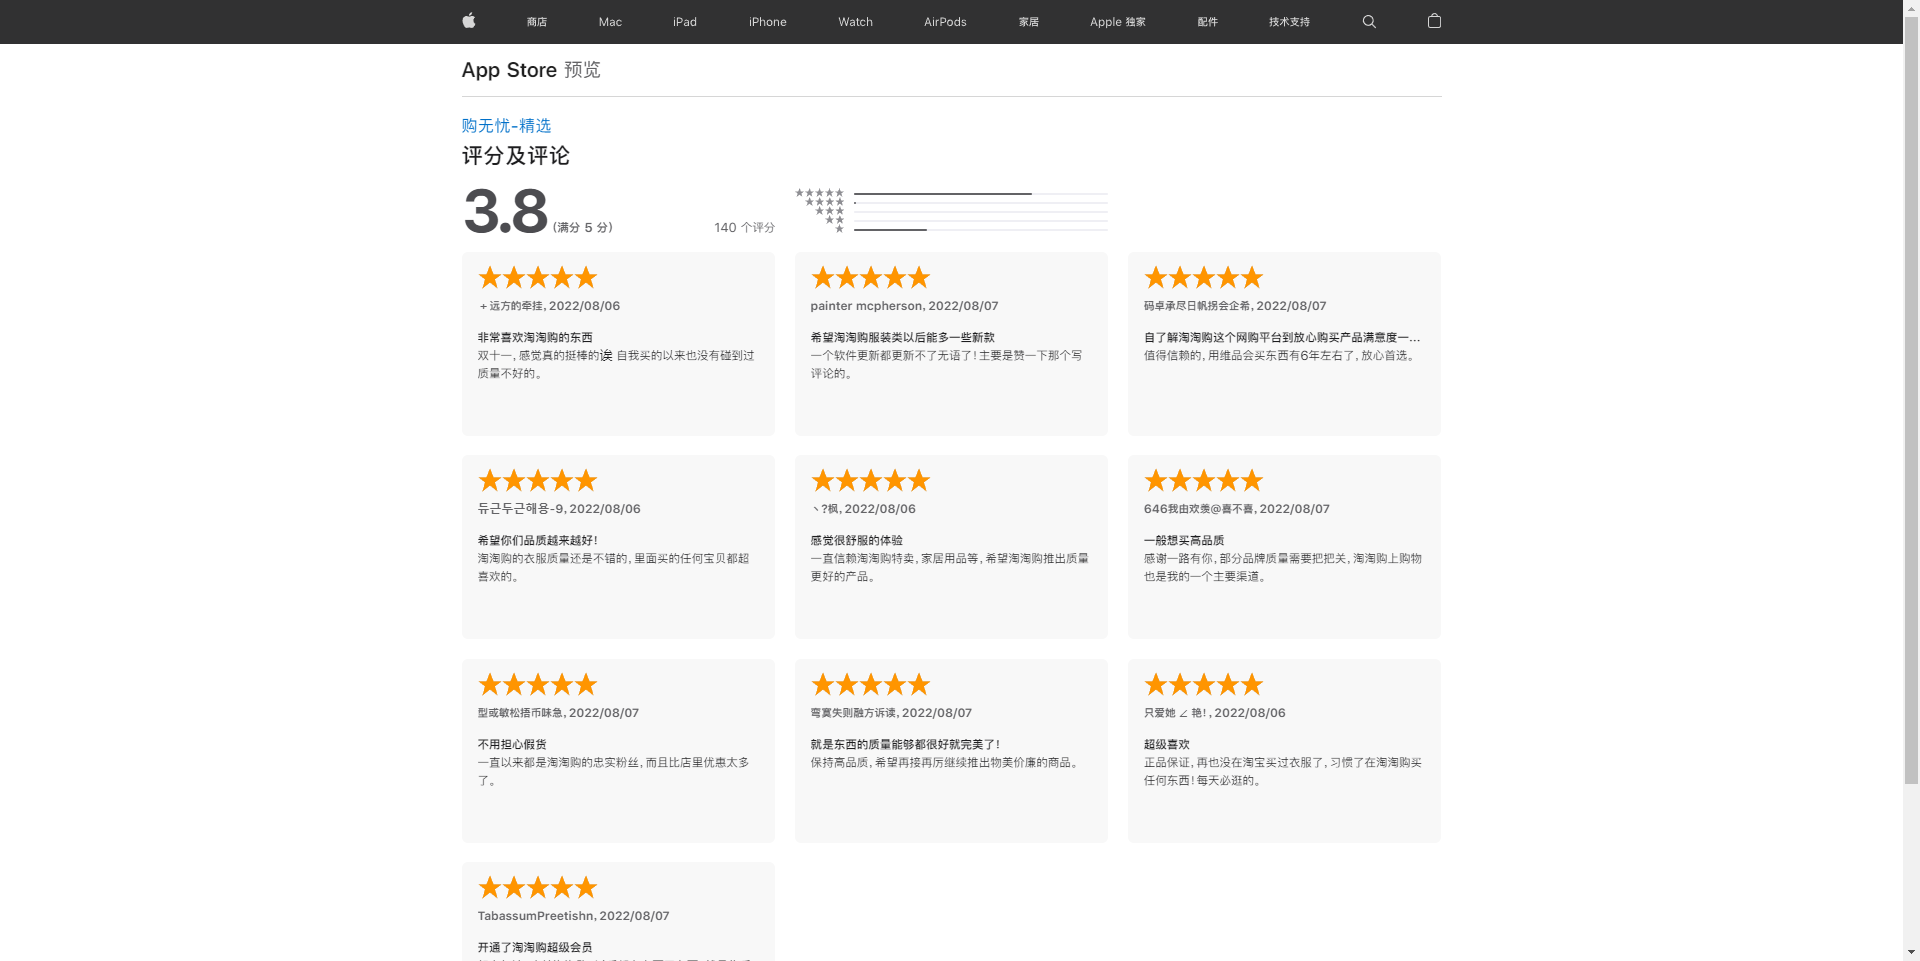 商店 Mac iPad iPhone Watch AirPods 家居 Apple 独家 配件 技术支持
App Store 预览
购无忧-精选
评分及评论
3.8 (满分 5 分) 140 个评分
★★★★★
★★★★
★★★
★★
★
+远方的牵挂, 2022/08/06
非常喜欢淘淘购的东西
双十一,感觉真的挺棒的诶 自我买的以来也没有碰到过
质量不好的。
painter mcpherson, 2022/08/07
希望淘淘购服装类以后能多一些新款
一个软件更新都更新不了无语了!主要是赞一下那个写
评论的。
码卓承尽日帆拐会企希, 2022/08/07
自了解淘淘购这个网购平台到放心购买产品满意度一...
值得信赖的,用维品会买东西有6年左右了,放心首选。
듀근두근해용-9, 2022/08/06
希望你们品质越来越好!
淘淘购的衣服质量还是不错的,里面买的任何宝贝都超
喜欢的。
丶?枫, 2022/08/06
感觉很舒服的体验
一直信赖淘淘购特卖,家居用品等,希望淘淘购推出质量
更好的产品。
646我由欢羡@喜不喜, 2022/08/07
一般想买高品质
感谢一路有你,部分品牌质量需要把把关,淘淘购上购物
也是我的一个主要渠道。
型或敏松捂币味急, 2022/08/07
不用担心假货
一直以来都是淘淘购的忠实粉丝,而且比店里优惠太多
了。
弯寞失则融方诉读, 2022/08/07
就是东西的质量能够都很好就完美了!
保持高品质,希望再接再厉继续推出物美价廉的商品。
只爱她 ∠ 艳!, 2022/08/06
超级喜欢
正品保证,再也没在淘宝买过衣服了,习惯了在淘淘购买
任何东西!每天必逛的。
TabassumPreetishn, 2022/08/07
开通了淘淘购超级会员